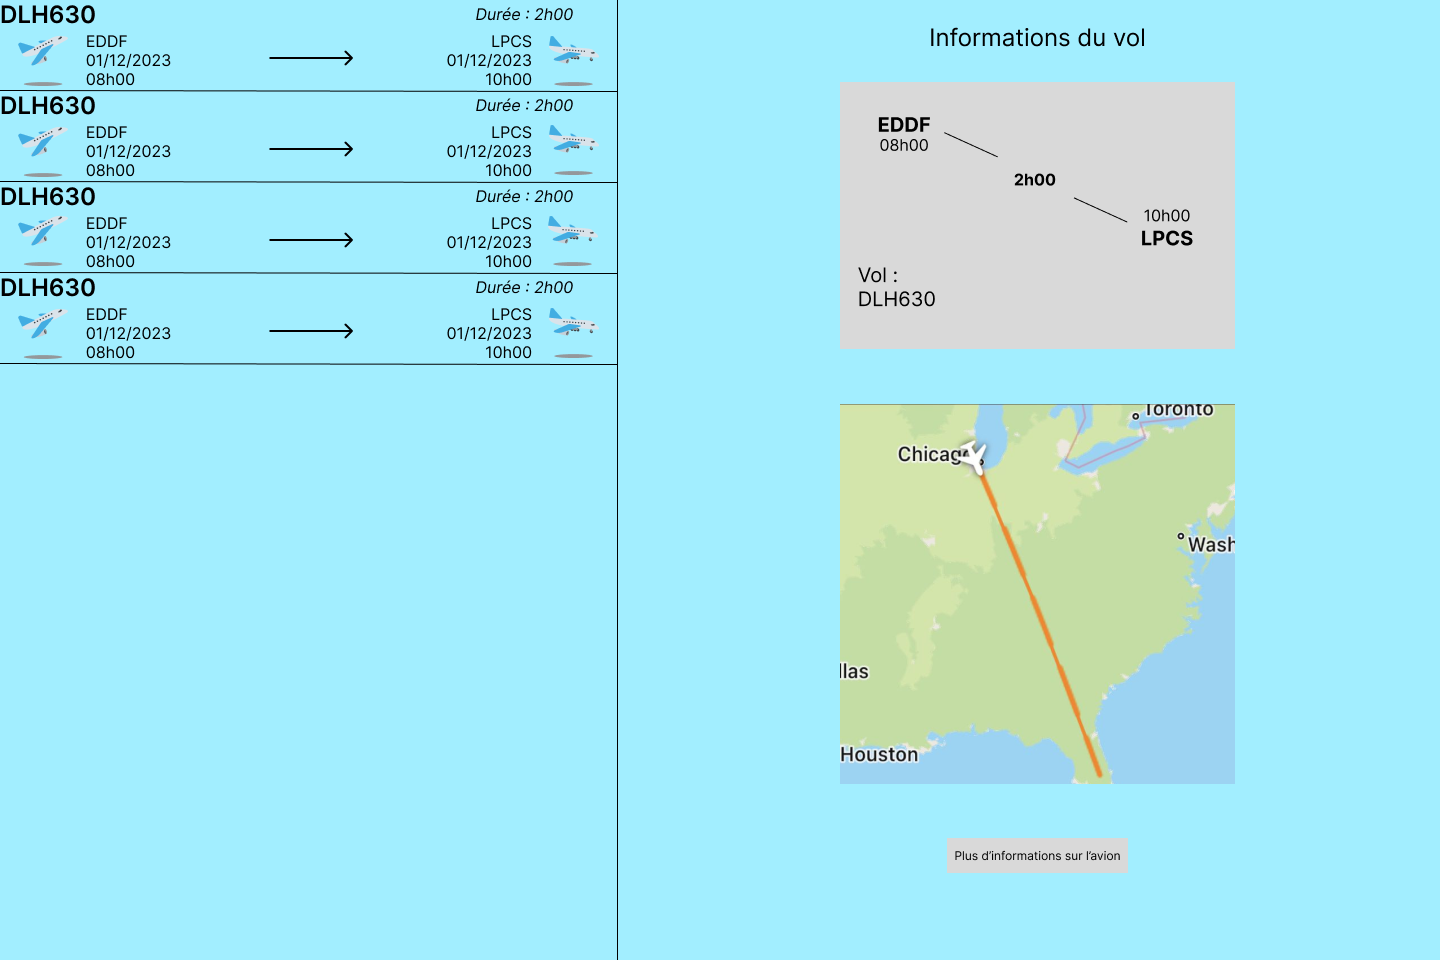 DLH630
Durée : 2h00
EDDF
01/12/2023
08h00
LPCS
01/12/2023
10h00
DLH630
Durée : 2h00
EDDF
01/12/2023
08h00
LPCS
01/12/2023
10h00
DLH630
Durée : 2h00
EDDF
01/12/2023
08h00
LPCS
01/12/2023
10h00
DLH630
Durée : 2h00
EDDF
01/12/2023
08h00
LPCS
01/12/2023
10h00
Informations du vol
EDDF
08h00
2h00
10h00
LPCS
Vol :
DLH630
Toronto
Chicago
Wash
llas
Houston
Plus d’informations sur l’avion